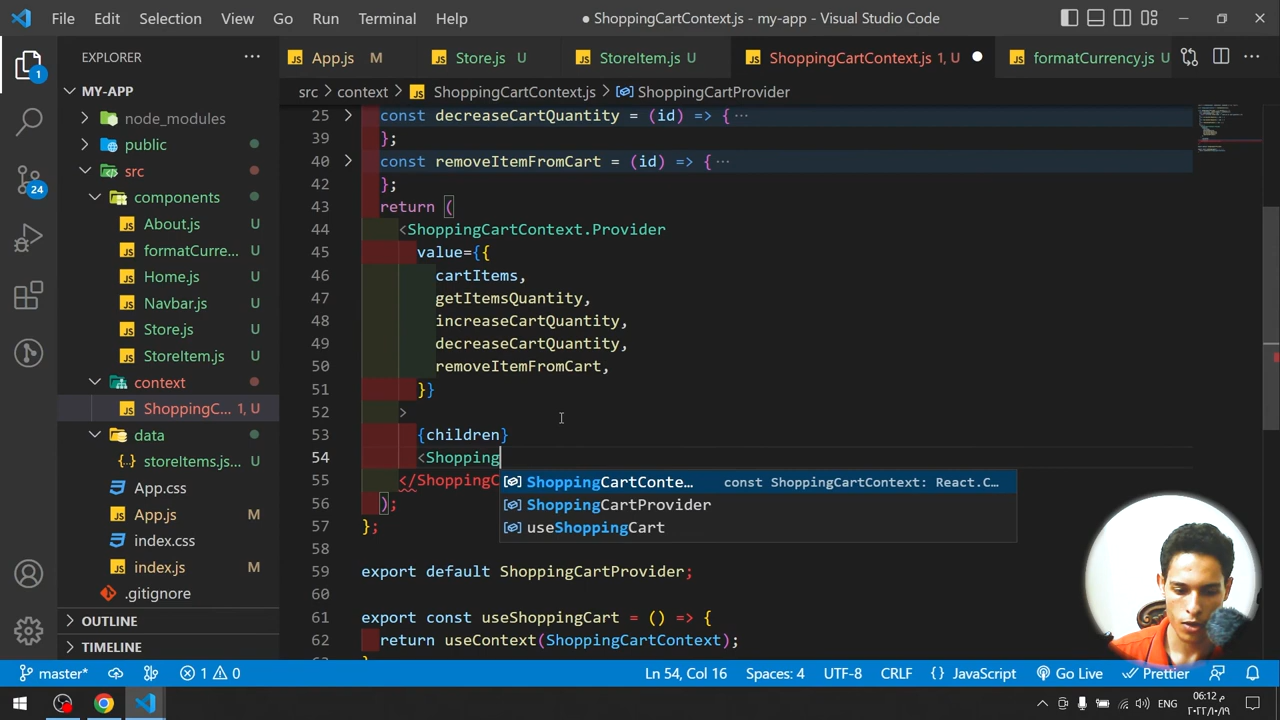 File Edit Selection View Go Run Terminal Help
● ShoppingCartContext.js - my-app - Visual Studio Code
EXPLORER
App.js M
Store.js U
StoreItem.js U
ShoppingCartContext.js 1, U
formatCurrency.js U
MY-APP
src > context > ShoppingCartContext.js > ShoppingCartProvider
node_modules
public
src
components
About.js U
formatCurre... U
Home.js U
Navbar.js U
Store.js U
StoreItem.js U
context
ShoppingC... 1, U
data
storeItems.js... U
App.css U
App.js M
index.css U
index.js M
.gitignore
OUTLINE
TIMELINE
1
24
25 const decreaseCartQuantity = (id) => { ...
39 };
40 const removeItemFromCart = (id) => { ...
42 };
43 return (
44 <ShoppingCartContext.Provider
45 value={{
46 cartItems,
47 getItemsQuantity,
48 increaseCartQuantity,
49 decreaseCartQuantity,
50 removeItemFromCart,
51 }}
52 >
53 {children}
54 <Shopping
ShoppingCartConte... const ShoppingCartContext: React.C...
ShoppingCartProvider
useShoppingCart
55 </ShoppingC
56 );
57 };
58
59 export default ShoppingCartProvider;
60
61 export const useShoppingCart = () => {
62 return useContext(ShoppingCartContext);
master* 1 0 Ln 54, Col 16 Spaces: 4 UTF-8 CRLF { } JavaScript Go Live Prettier
ENG
06:12 م